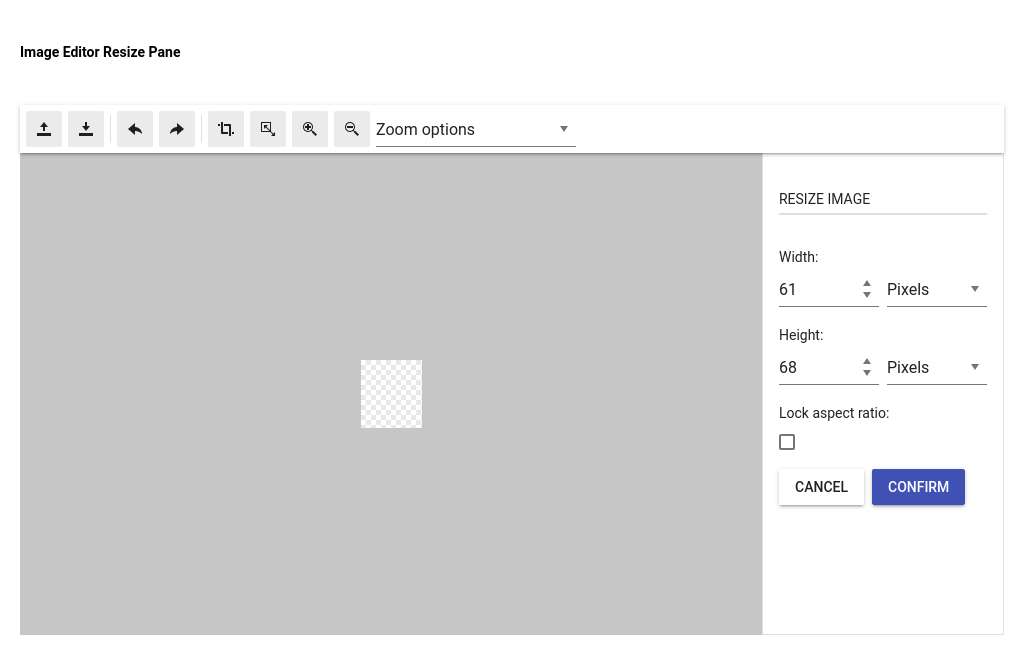 Image Editor Resize Pane
Zoom options
RESIZE IMAGE
Width:
61 Pixels
Height:
68 Pixels
Lock aspect ratio:
CANCEL CONFIRM